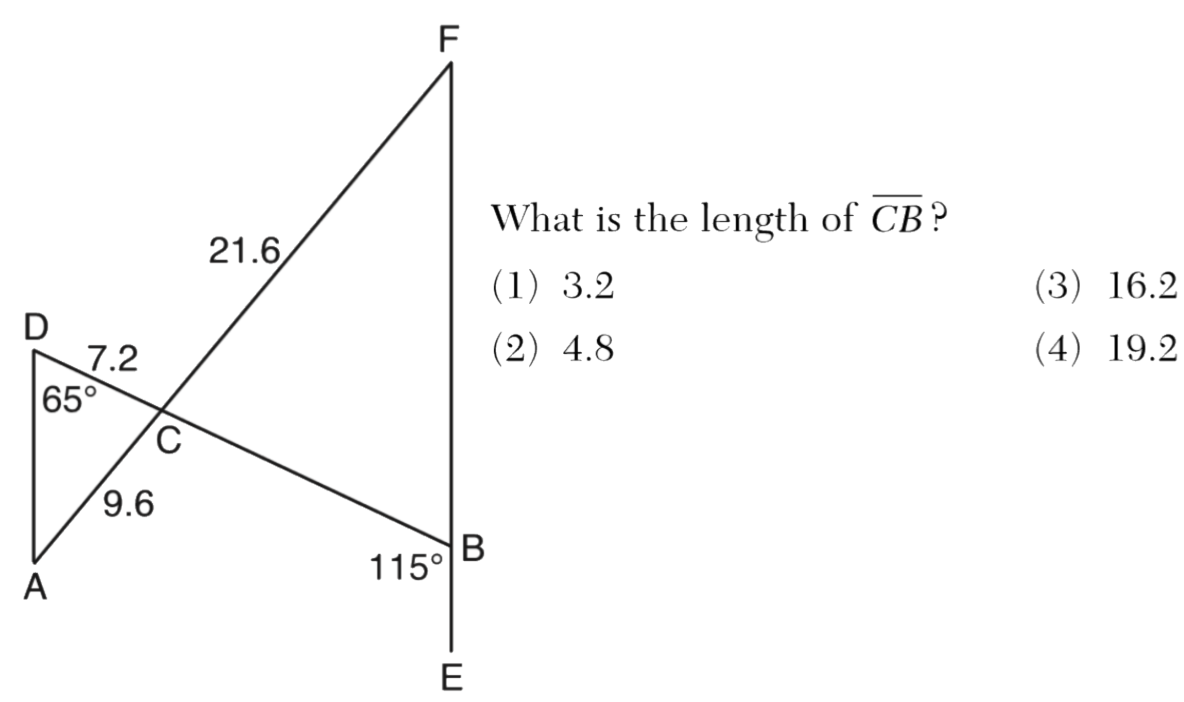 F
What is the length of CB?
21.6
(1) 3.2
(3) 16.2
D
7.2
(2) 4.8
(4) 19.2
65°
C
9.6
B
115°
A
E